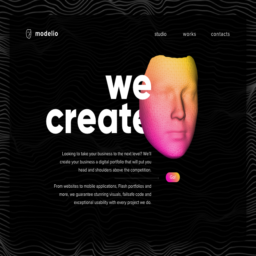 modelio
studio works contacts
we
create
Looking to take your business to the next level? We'll
create your business a digital portfolio that will put you
head and shoulders above the competition.
From websites to mobile applications, Flash portfolios and
more, we guarantee stunning visuals, failsafe code and
exceptional usability with every project we do.